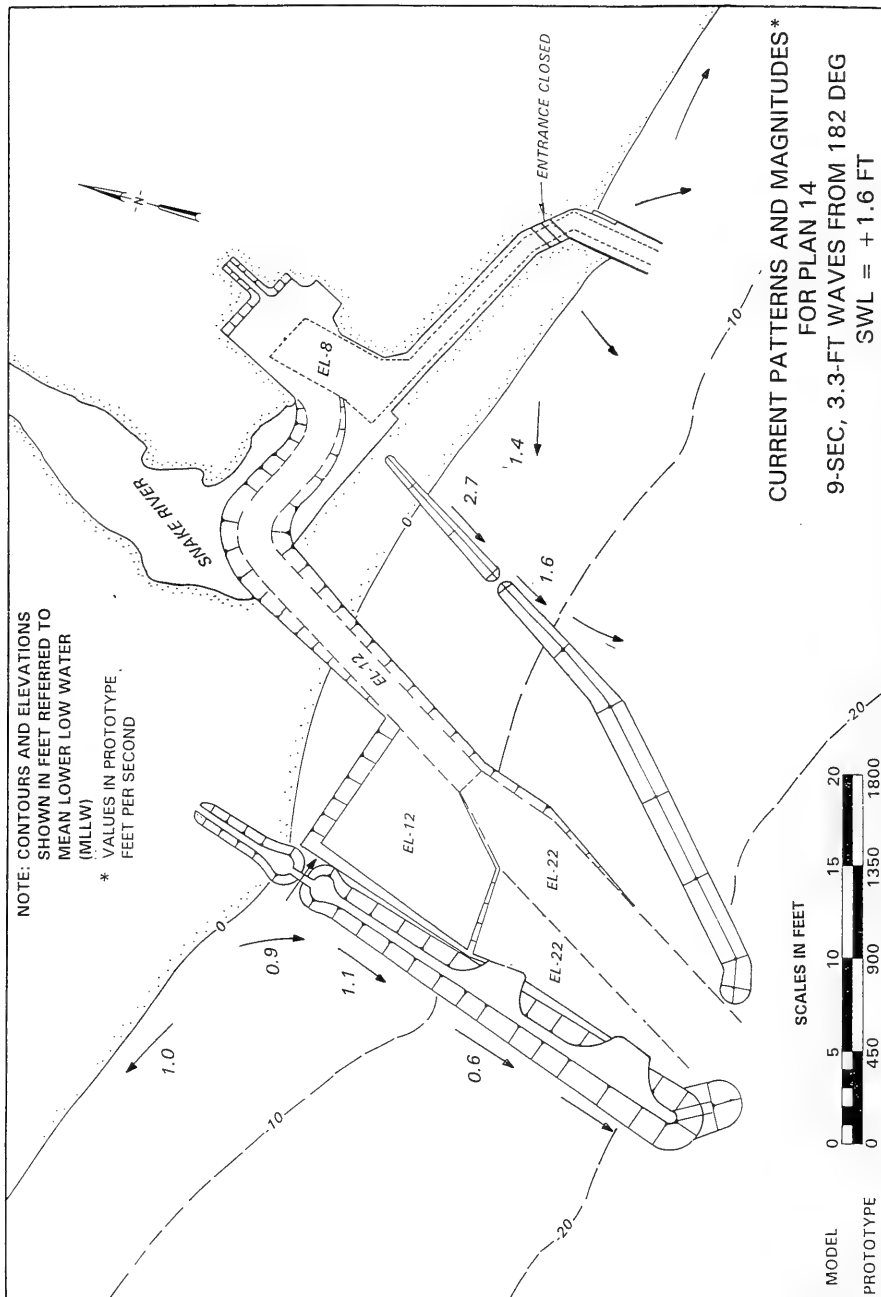 NOTE: CONTOURS AND ELEVATIONS
SHOWN IN FEET REFERRED TO
MEAN LOWER LOW WATER
(MLLW)
* VALUES IN PROTOTYPE,
FEET PER SECOND
-N-
SNAKE RIVER
EL-8
ENTRANCE CLOSED
EL-12
EL-12
EL-22
EL-22
0
0
-10
-10
-20
-20
1.0
0.9
1.1
0.6
2.7
1.4
1.6
CURRENT PATTERNS AND MAGNITUDES*
FOR PLAN 14
9-SEC, 3.3-FT WAVES FROM 182 DEG
SWL = +1.6 FT
SCALES IN FEET
MODEL 0 5 10 15 20
PROTOTYPE 0 450 900 1350 1800